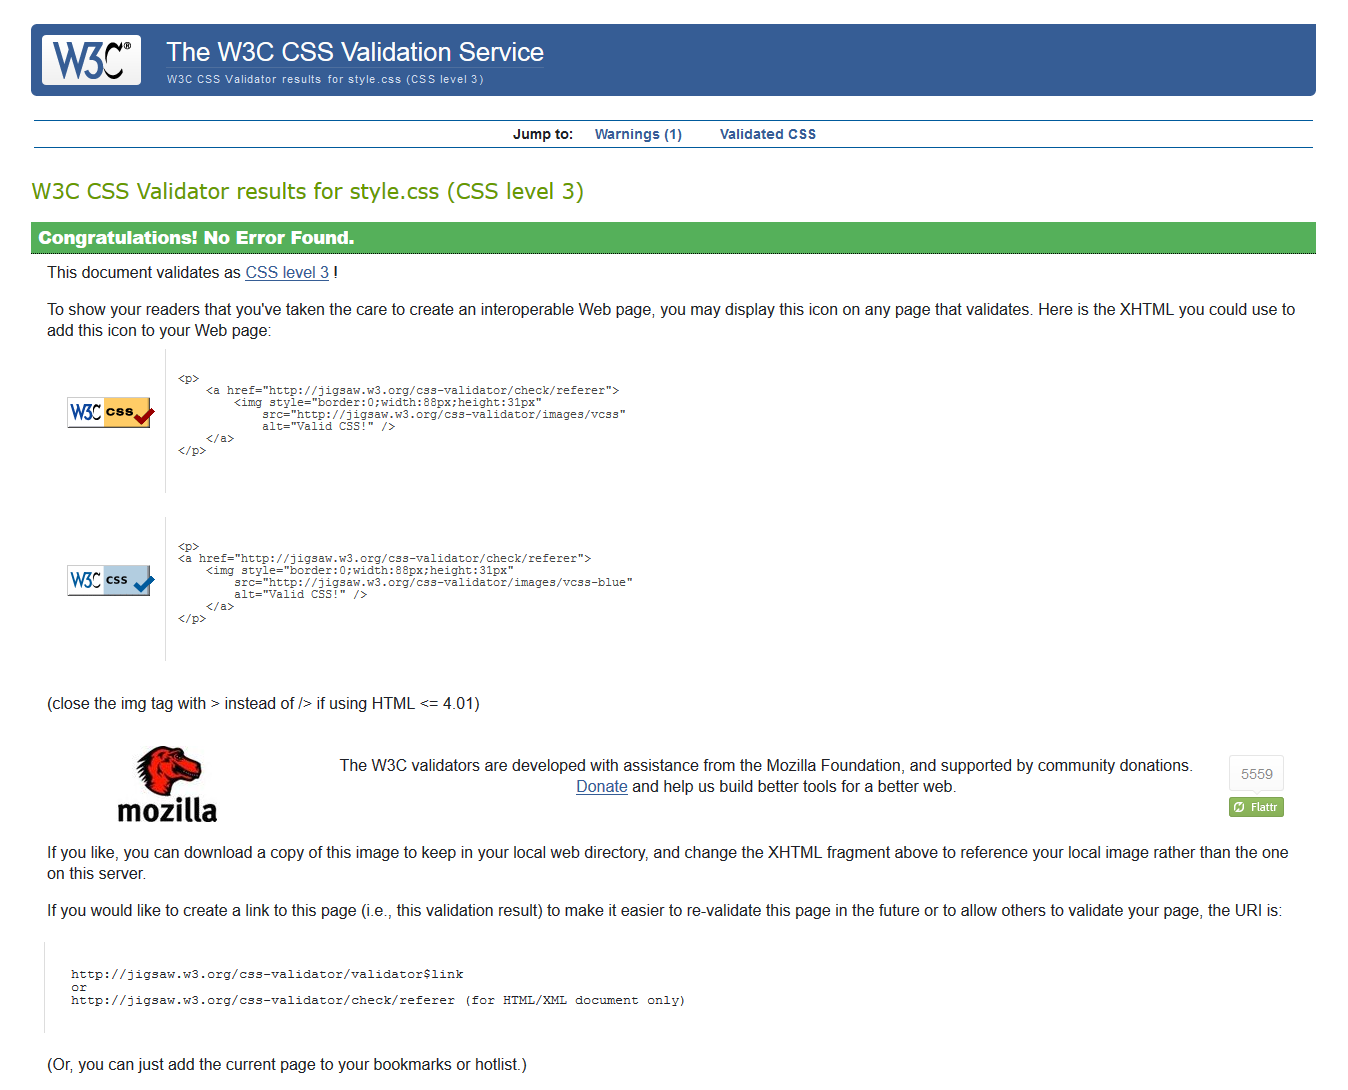 W3C®
The W3C CSS Validation Service
W3C CSS Validator results for style.css (CSS level 3)
Jump to: Warnings (1) Validated CSS
W3C CSS Validator results for style.css (CSS level 3)
Congratulations! No Error Found.
This document validates as CSS level 3 !
To show your readers that you've taken the care to create an interoperable Web page, you may display this icon on any page that validates. Here is the XHTML you could use to
add this icon to your Web page:
W3C css
<p>
    <a href="http://jigsaw.w3.org/css-validator/check/referer">
        <img style="border:0;width:88px;height:31px"
            src="http://jigsaw.w3.org/css-validator/images/vcss"
            alt="Valid CSS!" />
    </a>
</p>
W3C css
<p>
<a href="http://jigsaw.w3.org/css-validator/check/referer">
    <img style="border:0;width:88px;height:31px"
        src="http://jigsaw.w3.org/css-validator/images/vcss-blue"
        alt="Valid CSS!" />
    </a>
</p>
(close the img tag with > instead of /> if using HTML <= 4.01)
mozilla
The W3C validators are developed with assistance from the Mozilla Foundation, and supported by community donations.
Donate and help us build better tools for a better web.
5559
Flattr
If you like, you can download a copy of this image to keep in your local web directory, and change the XHTML fragment above to reference your local image rather than the one
on this server.
If you would like to create a link to this page (i.e., this validation result) to make it easier to re-validate this page in the future or to allow others to validate your page, the URI is:
http://jigsaw.w3.org/css-validator/validator$link
or
http://jigsaw.w3.org/css-validator/check/referer (for HTML/XML document only)
(Or, you can just add the current page to your bookmarks or hotlist.)